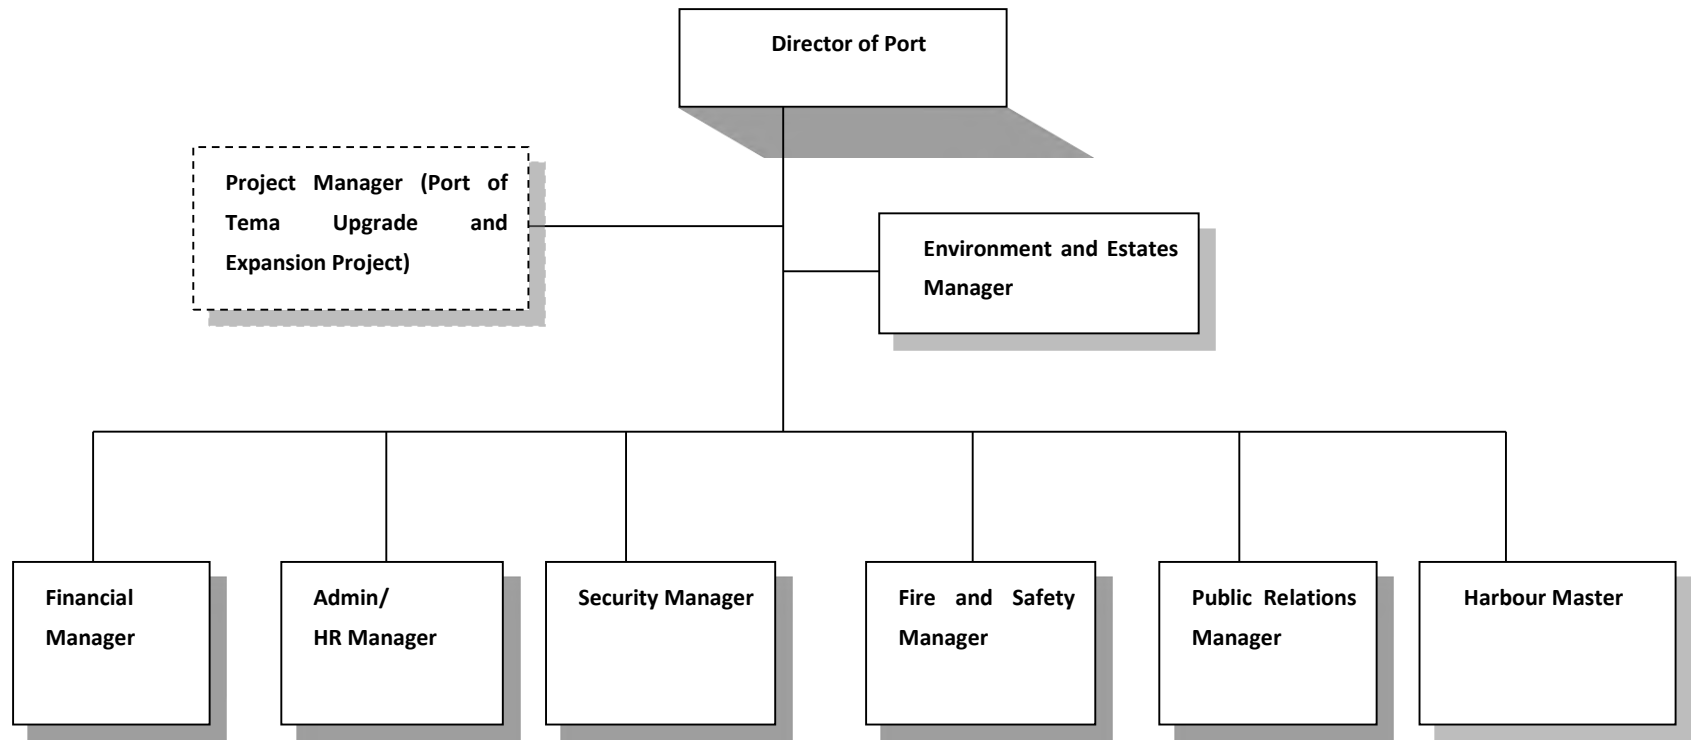 Director of Port
Project Manager (Port of
Tema Upgrade and
Expansion Project)
Environment and Estates
Manager
Financial
Manager
Admin/
HR Manager
Security Manager
Fire and Safety
Manager
Public Relations
Manager
Harbour Master